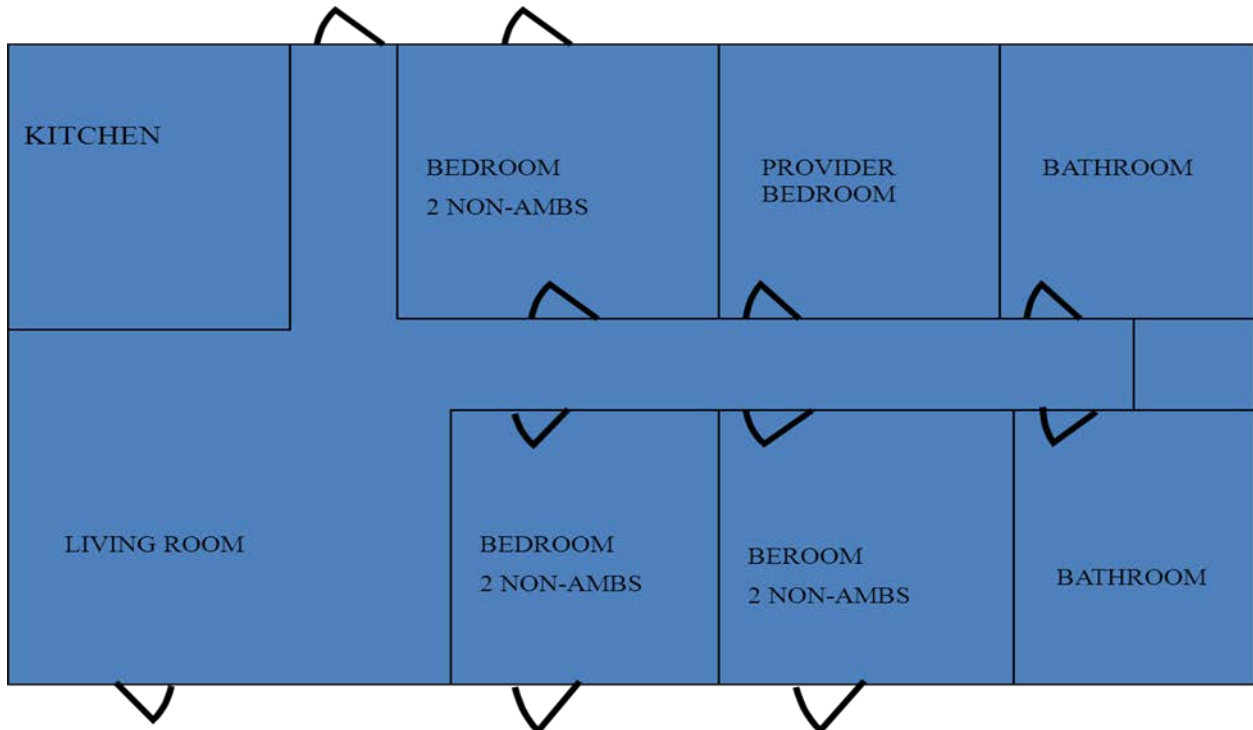 KITCHEN
BEDROOM
2 NON-AMBS
PROVIDER
BEDROOM
BATHROOM
LIVING ROOM
BEDROOM
2 NON-AMBS
BEROOM
2 NON-AMBS
BATHROOM